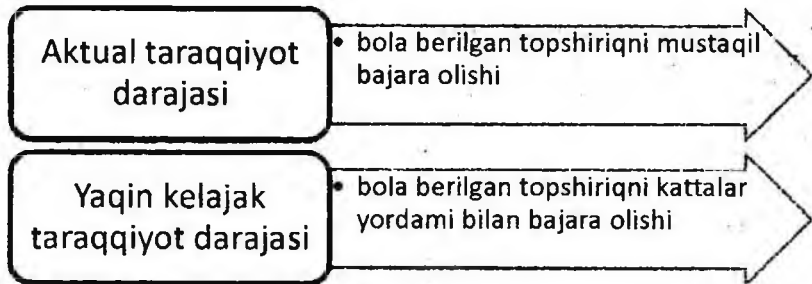 Aktual taraqqiyot
darajasi
• bola berilgan topshiriqni mustaqil
bajara olishi
Yaqin kelajak
taraqqiyot darajasi
• bola berilgan topshiriqni kattalar
yordami bilan bajara olishi